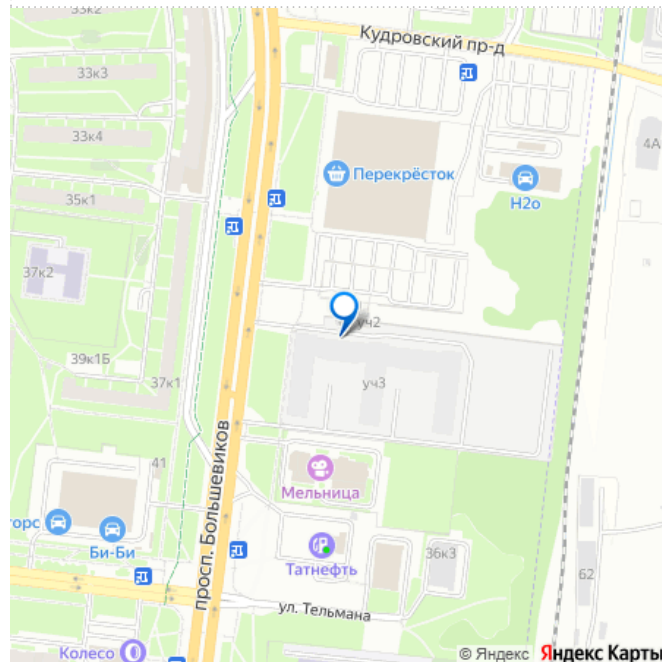 33к2
Кудровский пр-д
33к3
33к4
4А
Перекрёсток
Н2о
35к1
37к2
уч2
39к1Б
37к1
уч3
просп. Большевиков
41
Мельница
горс
Би-Би
Татнефть
36к3
62
ул. Тельмана
Колесо
© Яндекс Яндекс Карты